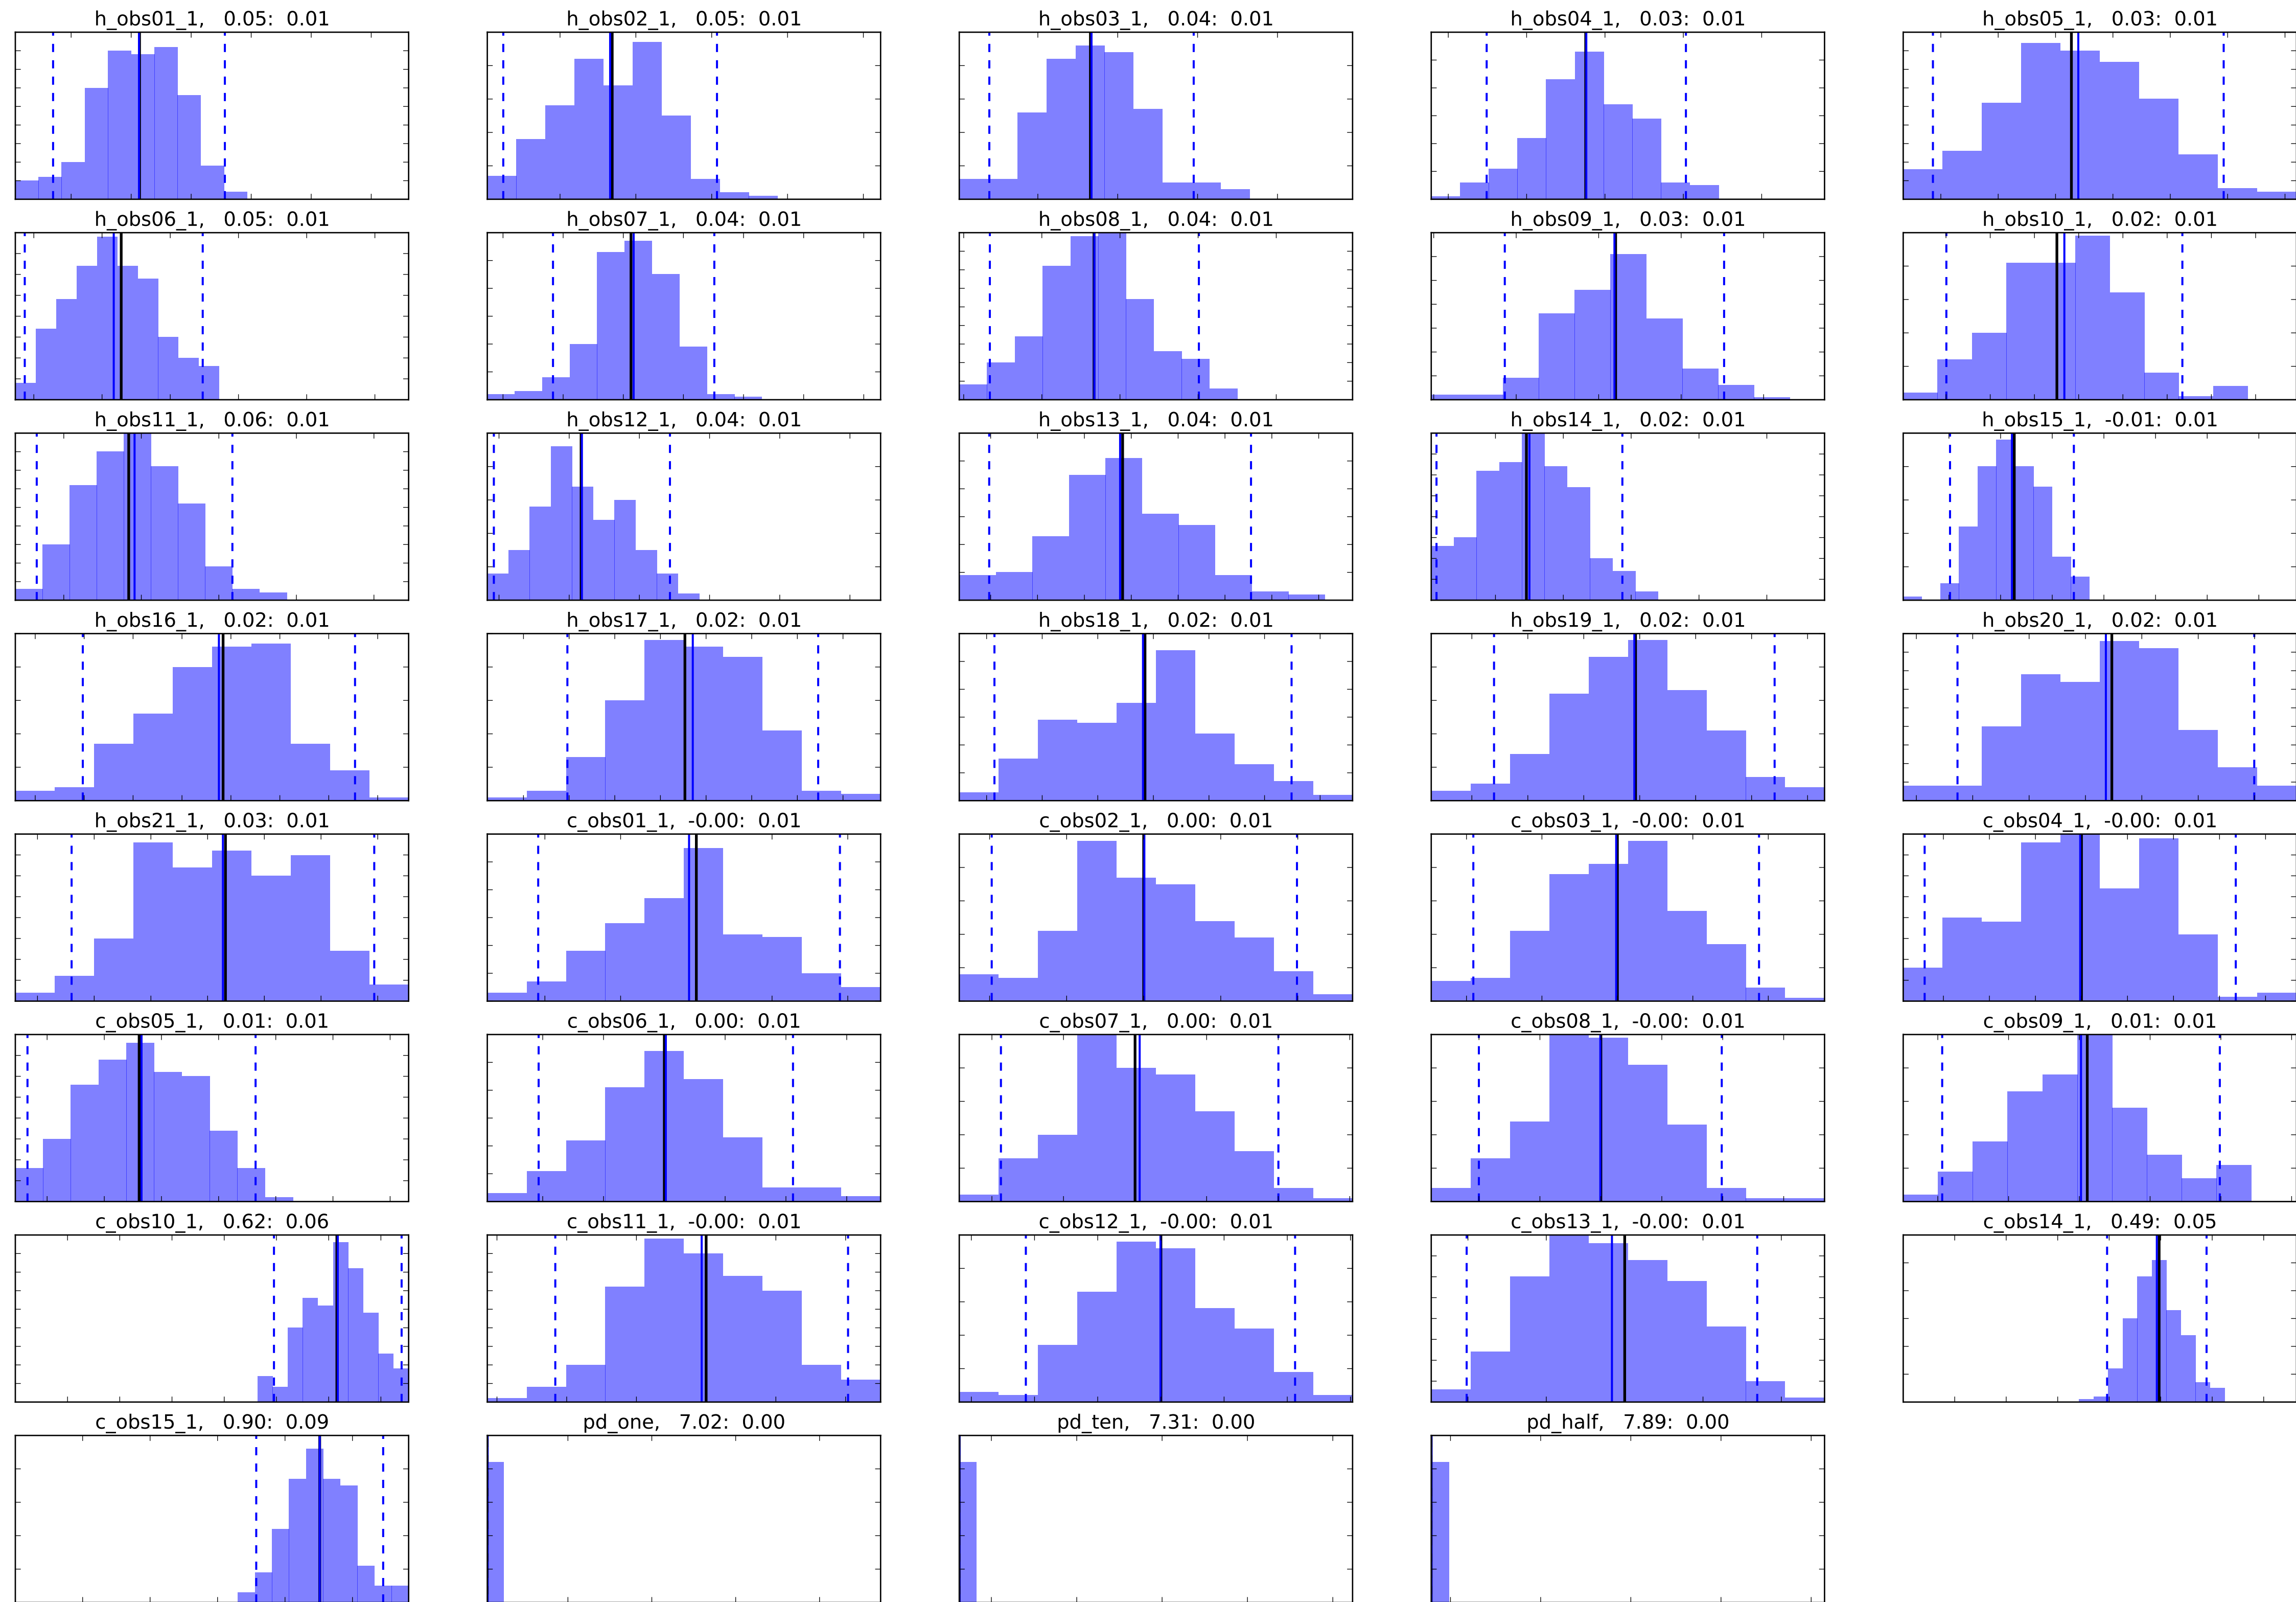 h_obs01_1, 0.05: 0.01
h_obs02_1, 0.05: 0.01
h_obs03_1, 0.04: 0.01
h_obs04_1, 0.03: 0.01
h_obs05_1, 0.03: 0.01
h_obs06_1, 0.05: 0.01
h_obs07_1, 0.04: 0.01
h_obs08_1, 0.04: 0.01
h_obs09_1, 0.03: 0.01
h_obs10_1, 0.02: 0.01
h_obs11_1, 0.06: 0.01
h_obs12_1, 0.04: 0.01
h_obs13_1, 0.04: 0.01
h_obs14_1, 0.02: 0.01
h_obs15_1, -0.01: 0.01
h_obs16_1, 0.02: 0.01
h_obs17_1, 0.02: 0.01
h_obs18_1, 0.02: 0.01
h_obs19_1, 0.02: 0.01
h_obs20_1, 0.02: 0.01
h_obs21_1, 0.03: 0.01
c_obs01_1, -0.00: 0.01
c_obs02_1, 0.00: 0.01
c_obs03_1, -0.00: 0.01
c_obs04_1, -0.00: 0.01
c_obs05_1, 0.01: 0.01
c_obs06_1, 0.00: 0.01
c_obs07_1, 0.00: 0.01
c_obs08_1, -0.00: 0.01
c_obs09_1, 0.01: 0.01
c_obs10_1, 0.62: 0.06
c_obs11_1, -0.00: 0.01
c_obs12_1, -0.00: 0.01
c_obs13_1, -0.00: 0.01
c_obs14_1, 0.49: 0.05
c_obs15_1, 0.90: 0.09
pd_one, 7.02: 0.00
pd_ten, 7.31: 0.00
pd_half, 7.89: 0.00